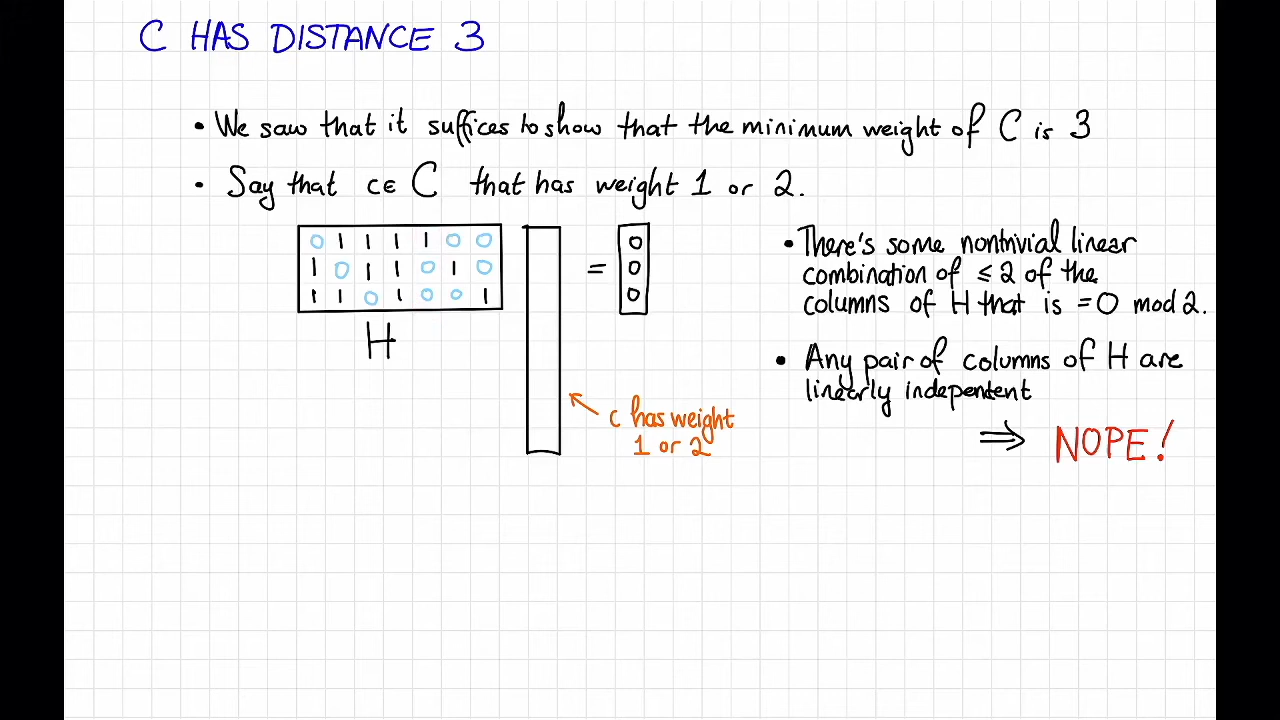 C HAS DISTANCE 3
• We saw that it suffices to show that the minimum weight of C is 3
• Say that c∈ C that has weight 1 or 2.
0 1 1 1 1 0 0
1 0 1 1 0 1 0
1 1 0 1 0 0 1
H
=
0
0
0
c has weight
1 or 2
• There's some nontrivial linear
combination of ≤ 2 of the
columns of H that is =0 mod 2.
• Any pair of columns of H are
linearly independent
⇒ NOPE!